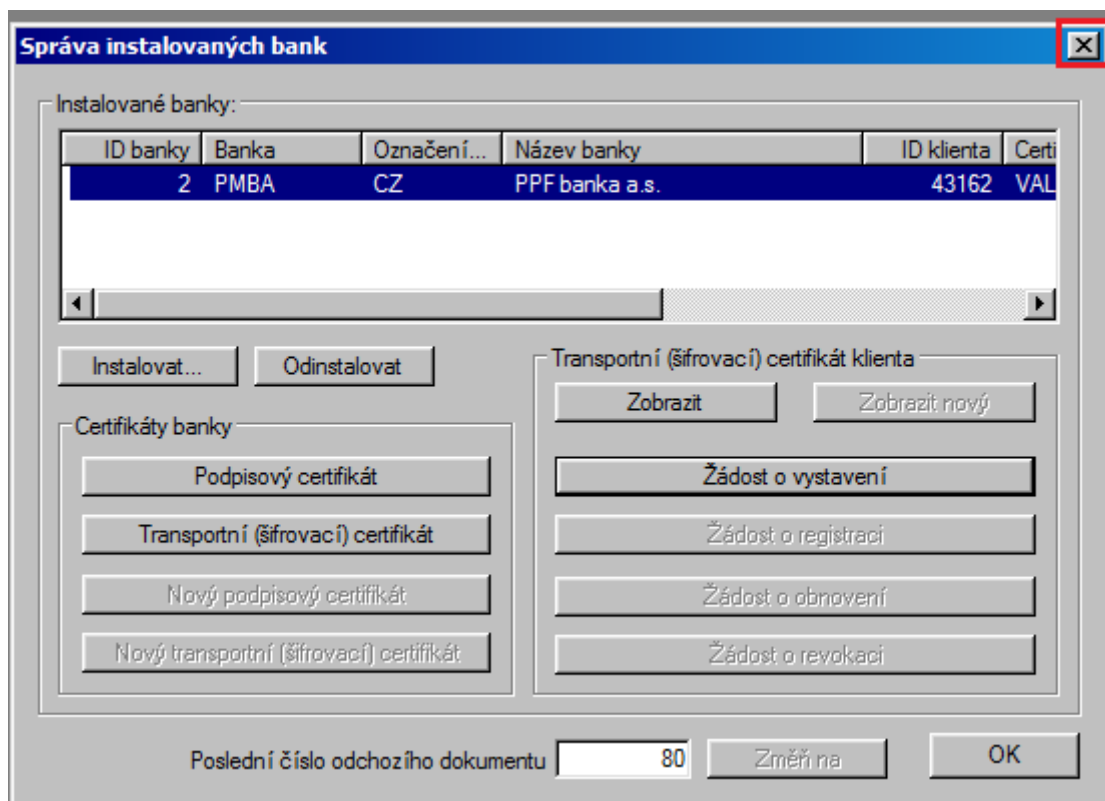 Správa instalovaných bank
Instalované banky:
ID banky Banka Označení... Název banky ID klienta Certi
2 PMBA CZ PPF banka a.s. 43162 VAL
Instalovat... Odinstalovat
Transportní (šifrovací) certifikát klienta
Zobrazit Zobrazit nový
Certifikáty banky
Podpisový certifikát
Žádost o vystavení
Transportní (šifrovací) certifikát
Žádost o registraci
Nový podpisový certifikát
Žádost o obnovení
Nový transportní (šifrovací) certifikát
Žádost o revokaci
Poslední číslo odchozího dokumentu 80 Změň na OK